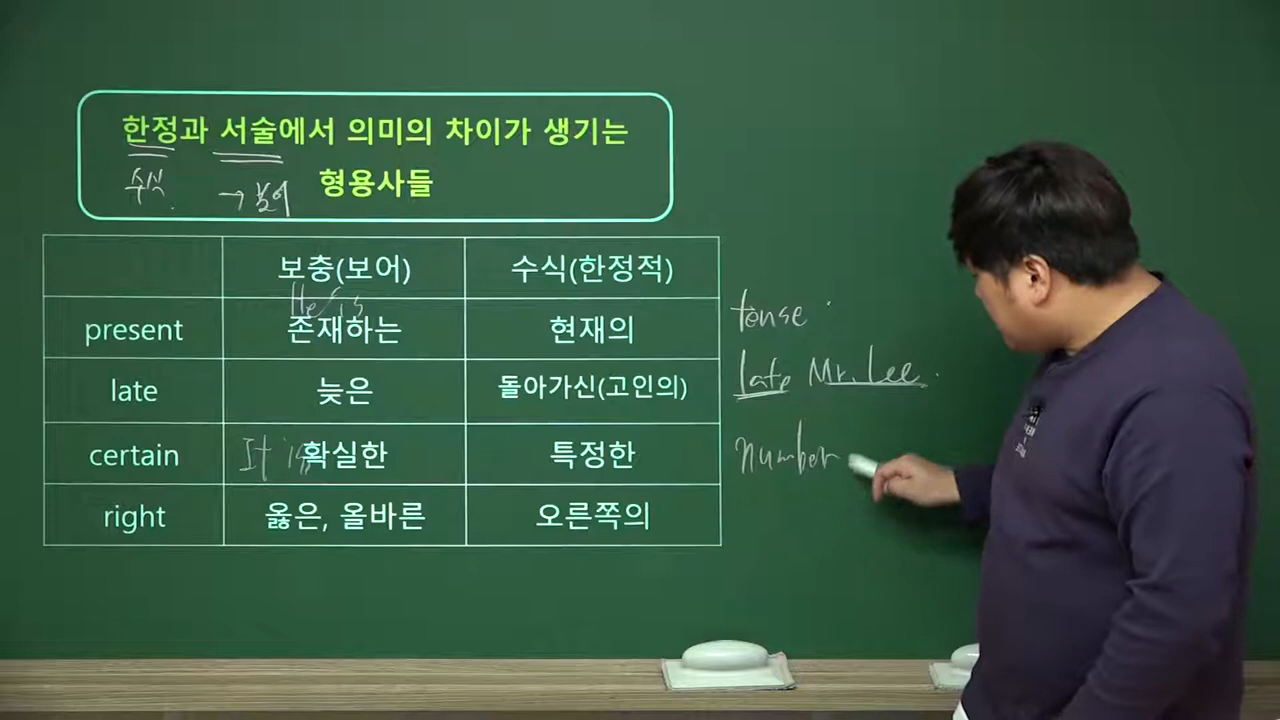 한정과 서술에서 의미의 차이가 생기는
수식 → 보어 형용사들
보충(보어) 수식(한정적)
He is
present 존재하는 현재의 tense
late 늦은 돌아가신(고인의) late Mr. Lee.
certain It is 확실한 특정한 number
right 옳은, 올바른 오른쪽의